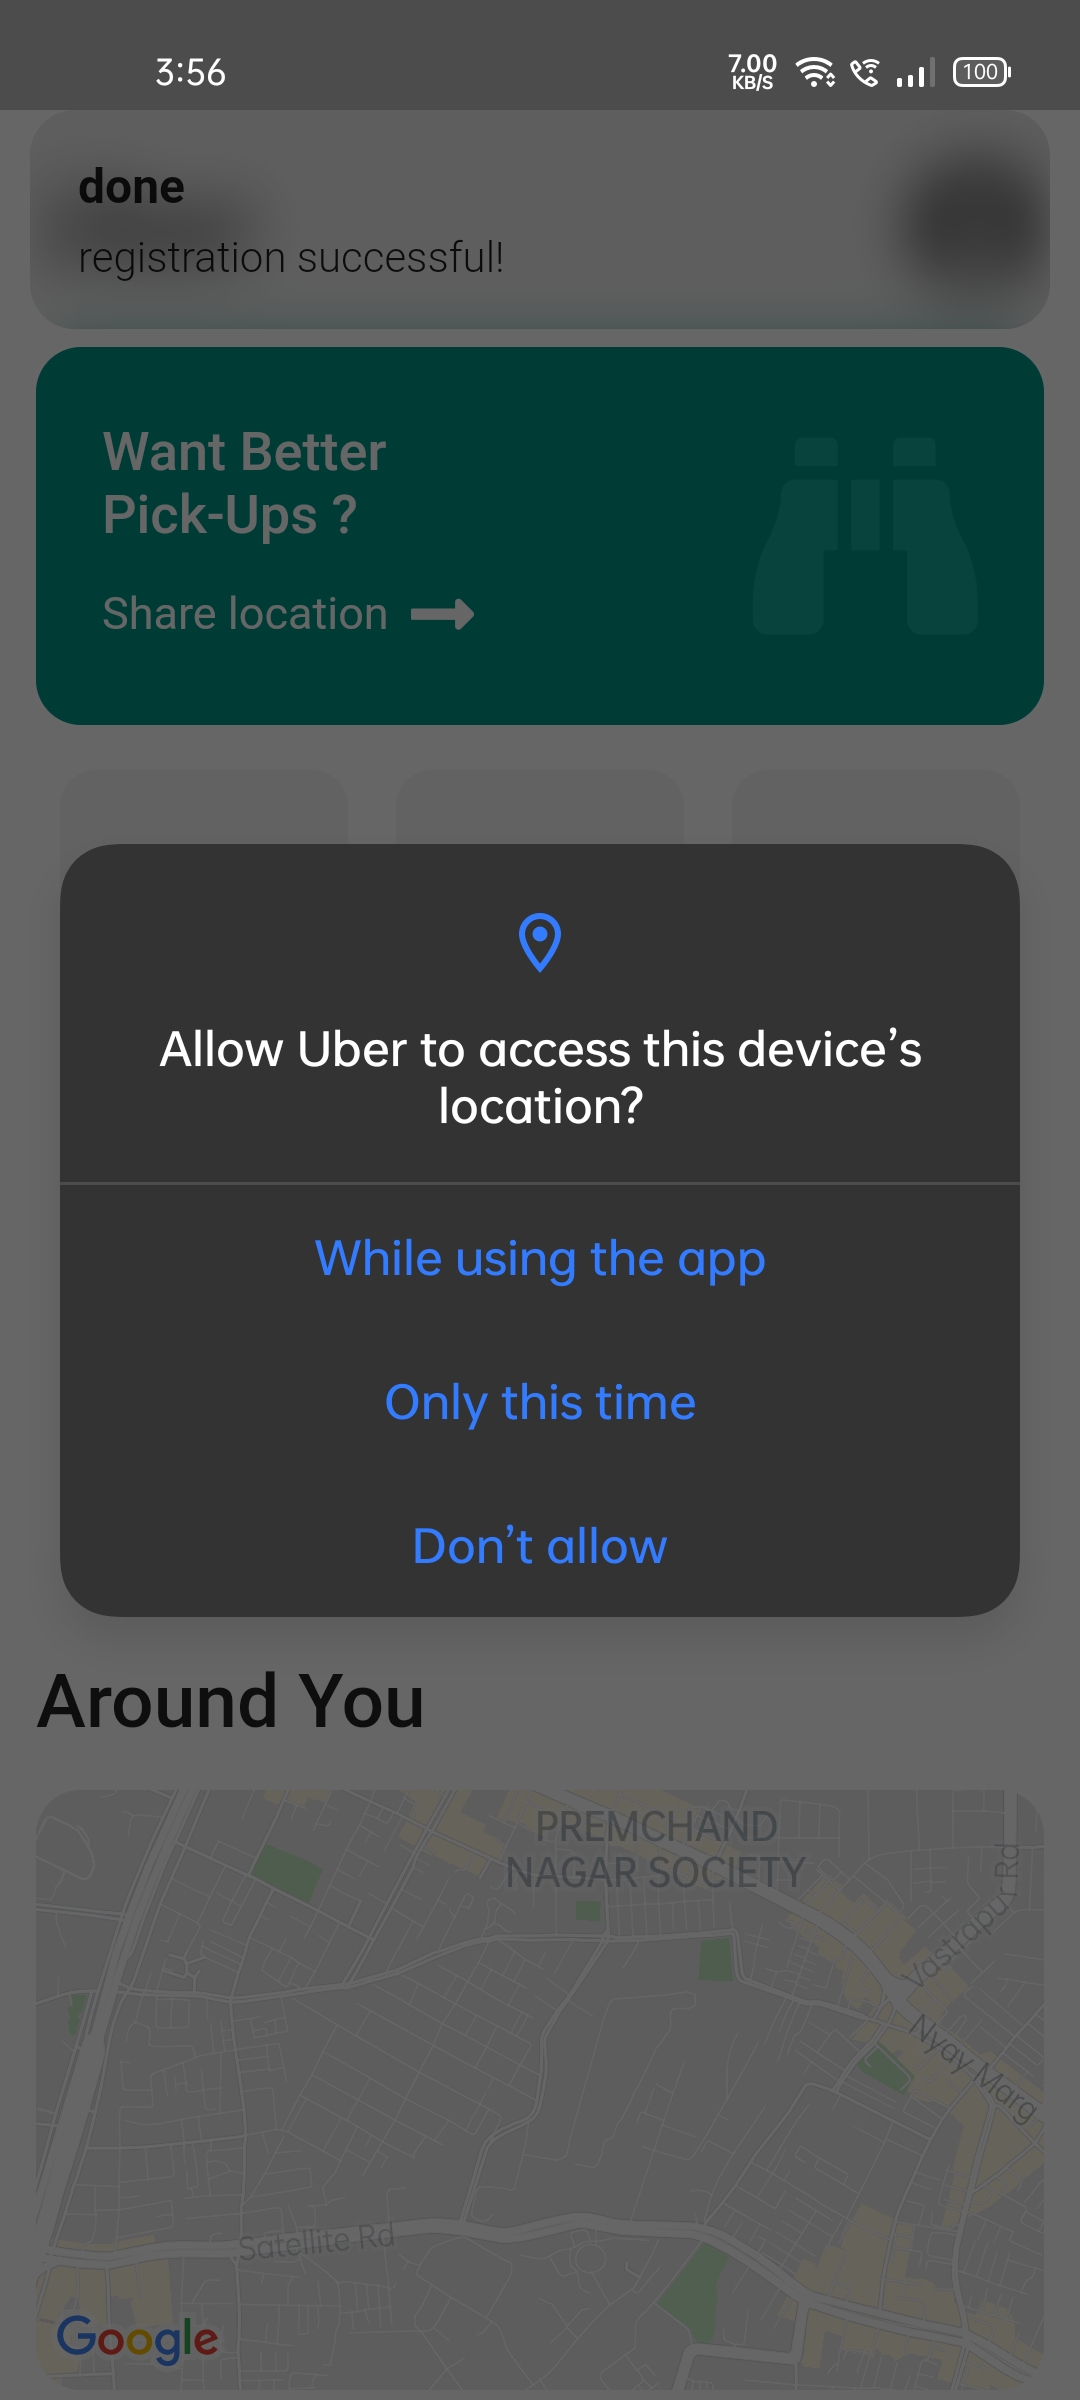 3:56
7.00
KB/S
100
done
registration successful!
Want Better
Pick-Ups ?
Share location
Allow Uber to access this device’s
location?
While using the app
Only this time
Don’t allow
Around You
PREMCHAND
NAGAR SOCIETY
Vastrapur Rd
Nyay Marg
Satellite Rd
Google